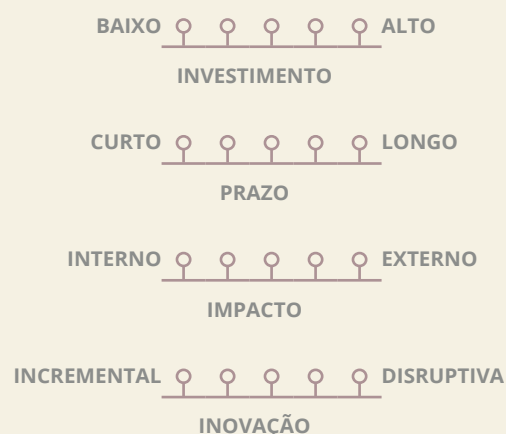 BAIXO ALTO
INVESTIMENTO
CURTO LONGO
PRAZO
INTERNO EXTERNO
IMPACTO
INCREMENTAL DISRUPTIVA
INOVAÇÃO